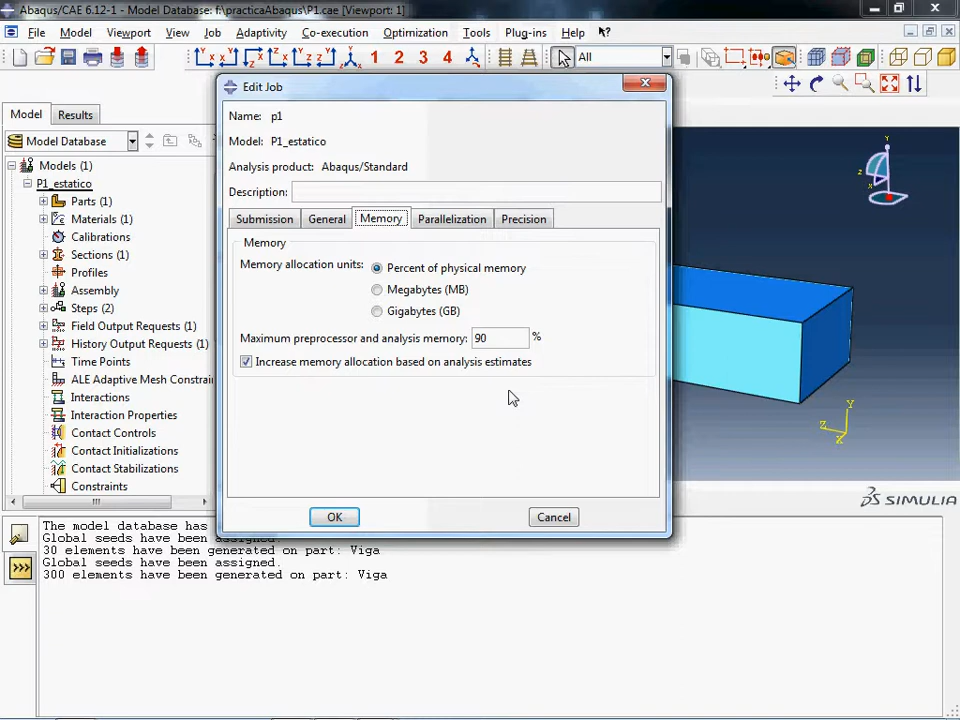 Abaqus/CAE 6.12-1 - Model Database: f:\practicaAbaqus\P1.cae [Viewport: 1]
File Model Viewport View Job Adaptivity Co-execution Optimization Tools Plug-ins Help
1 2 3 4 All
Edit Job
Name: p1
Model: P1_estatico
Analysis product: Abaqus/Standard
Description:
Submission General Memory Parallelization Precision
Memory
Memory allocation units:
Percent of physical memory
Megabytes (MB)
Gigabytes (GB)
Maximum preprocessor and analysis memory: 90 %
Increase memory allocation based on analysis estimates
OK Cancel
Model Results
Model Database
Models (1)
P1_estatico
Parts (1)
Materials (1)
Calibrations
Sections (1)
Profiles
Assembly
Steps (2)
Field Output Requests (1)
History Output Requests (1)
Time Points
ALE Adaptive Mesh Constrai
Interactions
Interaction Properties
Contact Controls
Contact Initializations
Contact Stabilizations
Constraints
Y
Z
X
Y
Z
X
SIMULIA
The model database has
Global seeds have been assigned.
30 elements have been generated on part: Viga
Global seeds have been assigned.
300 elements have been generated on part: Viga
>>>